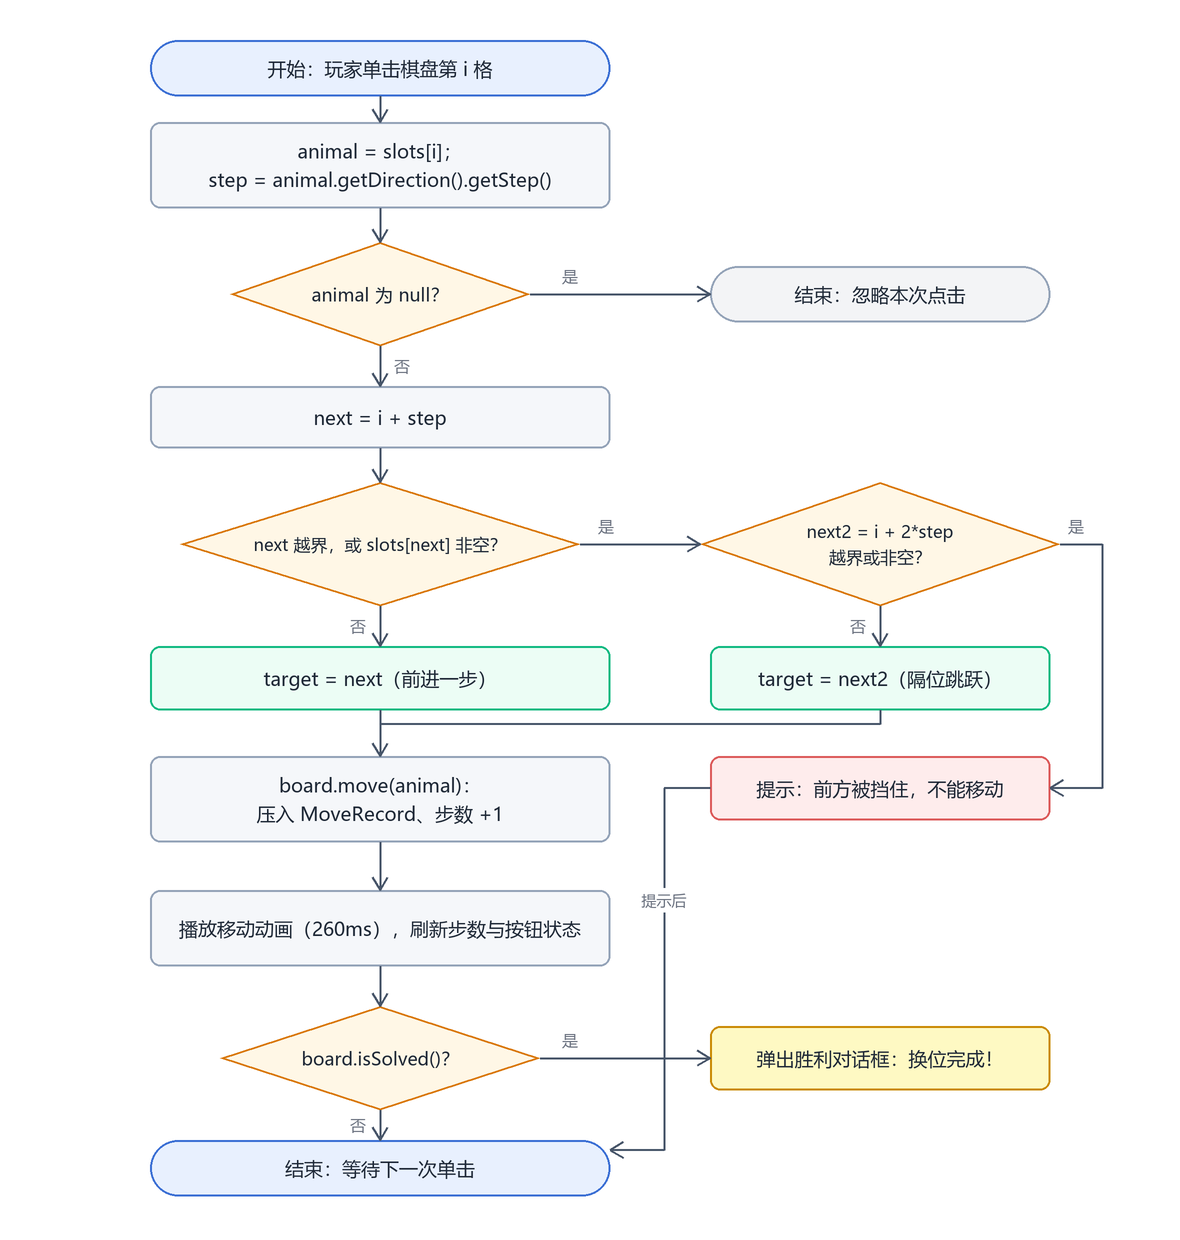 开始：玩家单击棋盘第 i 格
animal = slots[i]；
step = animal.getDirection().getStep()
animal 为 null？
是
结束：忽略本次点击
否
next = i + step
next 越界，或 slots[next] 非空？
是
next2 = i + 2*step
越界或非空？
是
否
否
target = next（前进一步）
target = next2（隔位跳跃）
board.move(animal)：
压入 MoveRecord、步数 +1
提示：前方被挡住，不能移动
提示后
播放移动动画（260ms），刷新步数与按钮状态
board.isSolved()？
是
弹出胜利对话框：换位完成！
否
结束：等待下一次单击